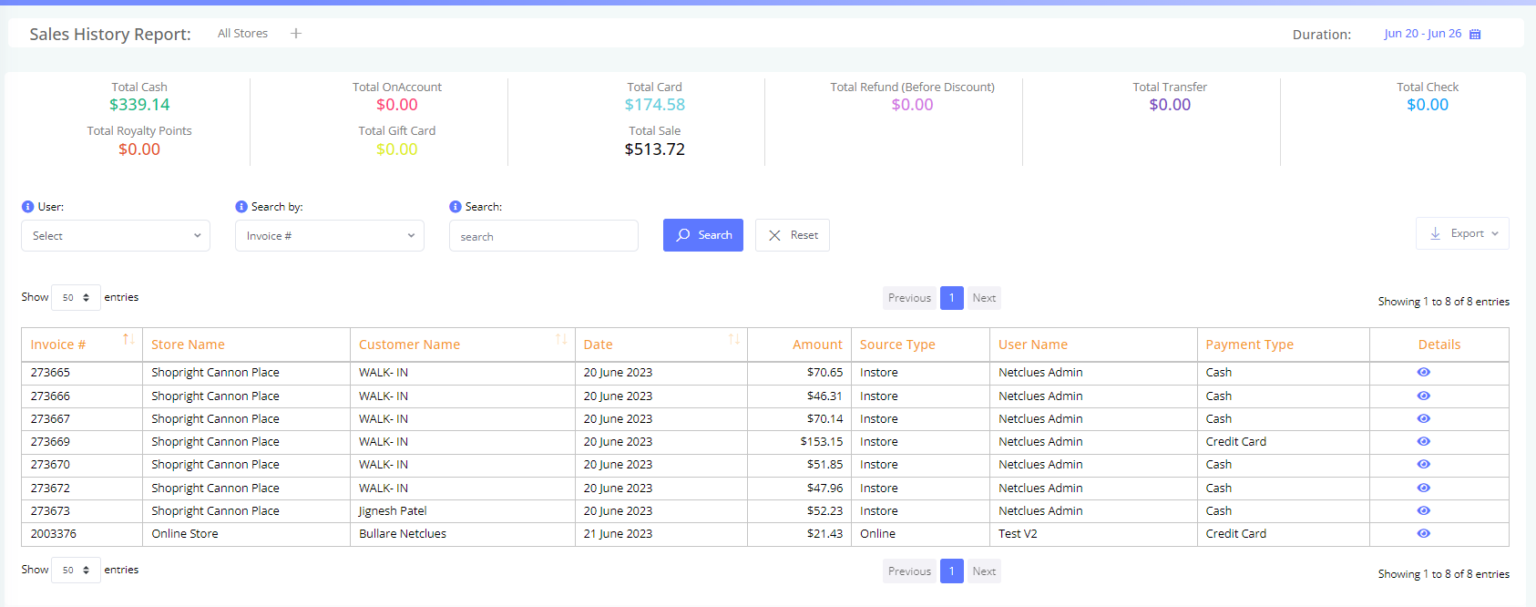 Sales History Report: All Stores + Duration: Jun 20 - Jun 26
Total Cash Total OnAccount Total Card Total Refund (Before Discount) Total Transfer Total Check
$339.14 $0.00 $174.58 $0.00 $0.00 $0.00
Total Royalty Points Total Gift Card Total Sale
$0.00 $0.00 $513.72
User: Search by: Search:
Select Invoice # search Search Reset Export
Show 50 entries Previous 1 Next Showing 1 to 8 of 8 entries
Invoice # Store Name Customer Name Date Amount Source Type User Name Payment Type Details
273665 Shopright Cannon Place WALK- IN 20 June 2023 $70.65 Instore Netclues Admin Cash
273666 Shopright Cannon Place WALK- IN 20 June 2023 $46.31 Instore Netclues Admin Cash
273667 Shopright Cannon Place WALK- IN 20 June 2023 $70.14 Instore Netclues Admin Cash
273669 Shopright Cannon Place WALK- IN 20 June 2023 $153.15 Instore Netclues Admin Credit Card
273670 Shopright Cannon Place WALK- IN 20 June 2023 $51.85 Instore Netclues Admin Cash
273672 Shopright Cannon Place WALK- IN 20 June 2023 $47.96 Instore Netclues Admin Cash
273673 Shopright Cannon Place Jignesh Patel 20 June 2023 $52.23 Instore Netclues Admin Cash
2003376 Online Store Bullare Netclues 21 June 2023 $21.43 Online Test V2 Credit Card
Show 50 entries Previous 1 Next Showing 1 to 8 of 8 entries